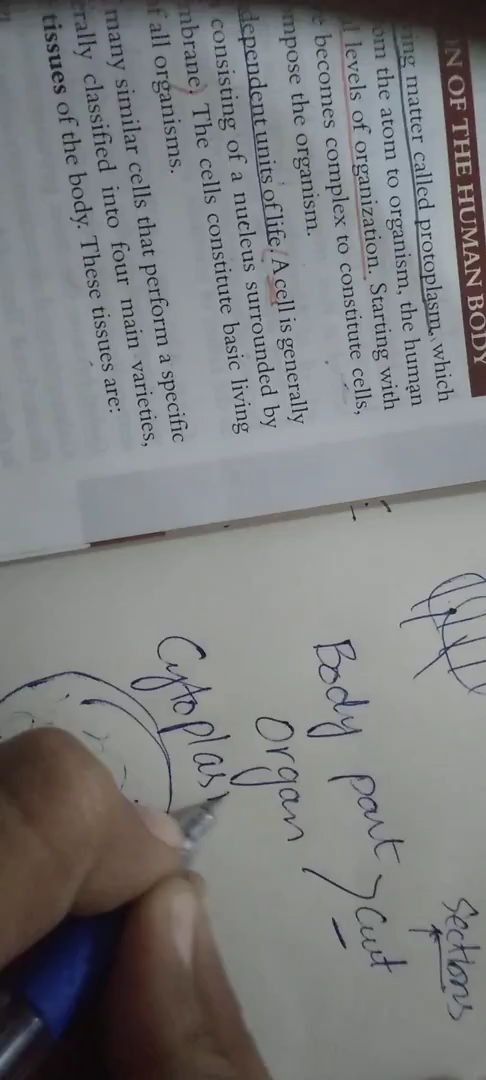 N OF THE HUMAN BODY
ing matter called protoplasm, which
om the atom to organism, the human
l levels of organization. Starting with
e becomes complex to constitute cells,
mpose the organism.
dependent units of life. A cell is generally
consisting of a nucleus surrounded by
mbrane). The cells constitute basic living
f all organisms.
many similar cells that perform a specific
erally classified into four main varieties,
tissues of the body. These tissues are:
Sections
Body part
Organ
Cut
Cytoplas